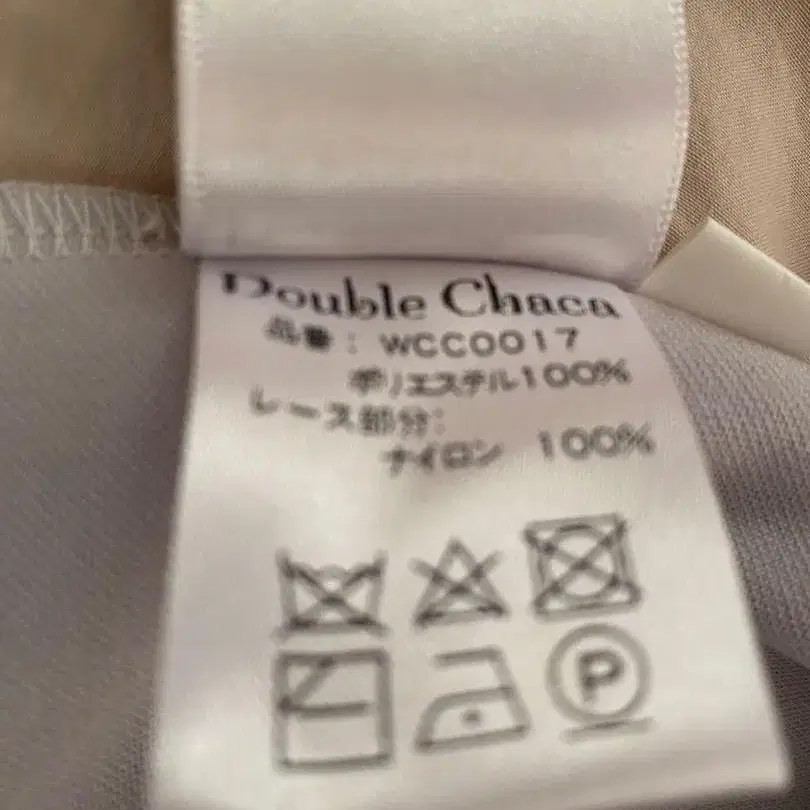 Double Chaca
品番: WCC0017
ポリエステル100%
レース部分:
ナイロン 100%
P